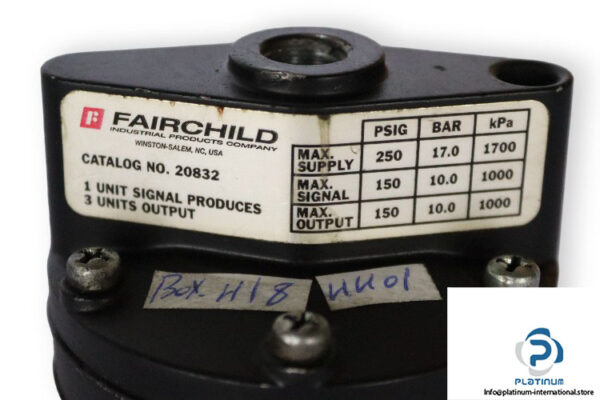 FAIRCHILD
INDUSTRIAL PRODUCTS COMPANY
WINSTON-SALEM, NC, USA
CATALOG NO. 20832
1 UNIT SIGNAL PRODUCES
3 UNITS OUTPUT
PSIG BAR kPa
MAX. SUPPLY 250 17.0 1700
MAX. SIGNAL 150 10.0 1000
MAX. OUTPUT 150 10.0 1000
Box-H18
PLATINUM
Info@platinum-international.store